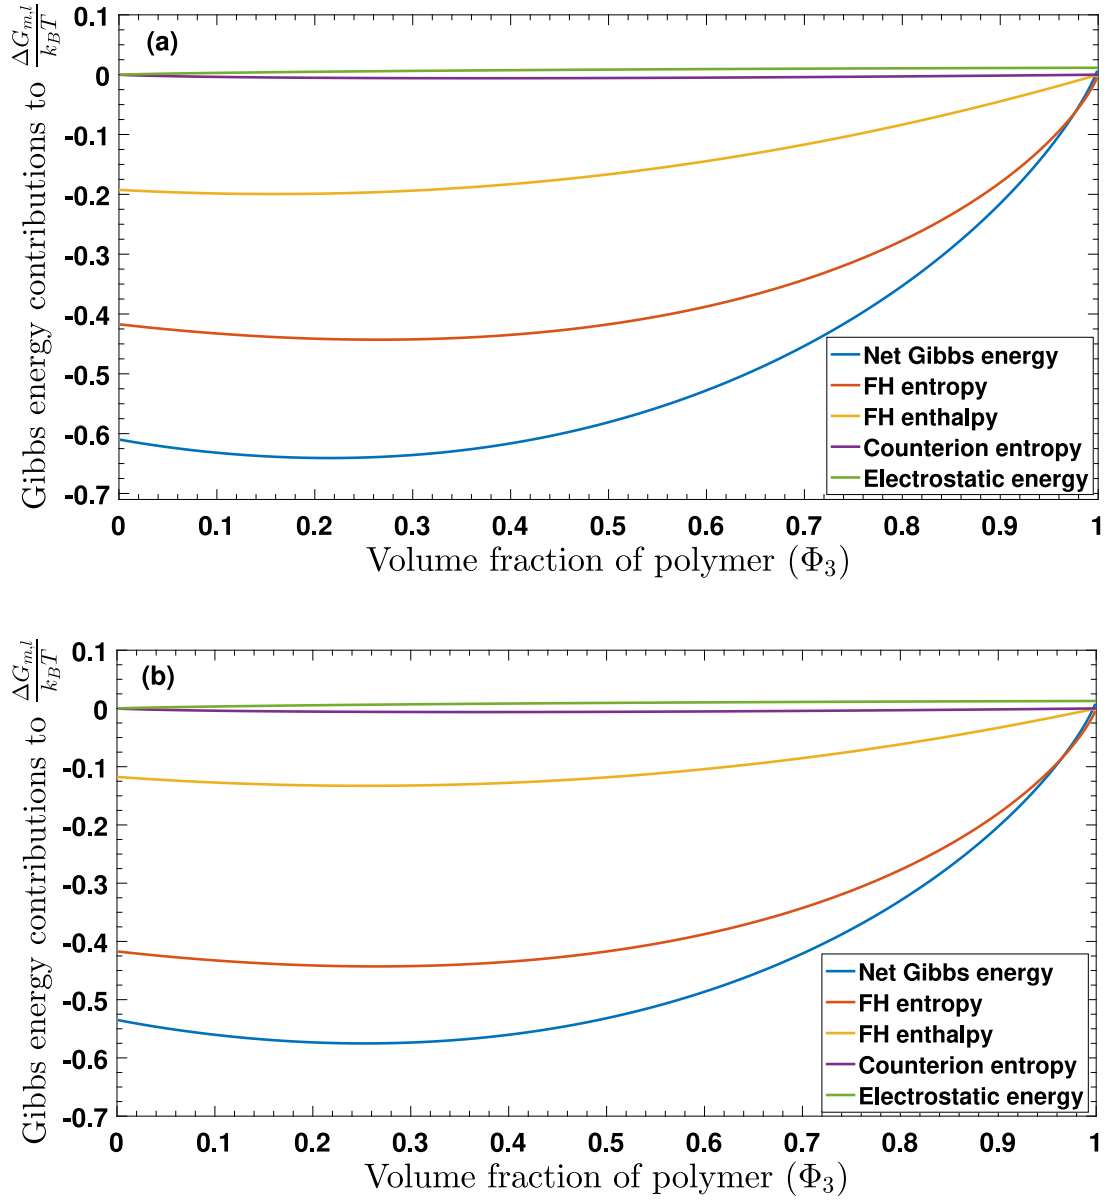 (a)
Gibbs energy contributions to ΔG_{m,l}/k_BT
0.1
0
-0.1
-0.2
-0.3
-0.4
-0.5
-0.6
-0.7
Net Gibbs energy
FH entropy
FH enthalpy
Counterion entropy
Electrostatic energy
0 0.1 0.2 0.3 0.4 0.5 0.6 0.7 0.8 0.9 1
Volume fraction of polymer (Φ₃)
(b)
Gibbs energy contributions to ΔG_{m,l}/k_BT
0.1
0
-0.1
-0.2
-0.3
-0.4
-0.5
-0.6
-0.7
Net Gibbs energy
FH entropy
FH enthalpy
Counterion entropy
Electrostatic energy
0 0.1 0.2 0.3 0.4 0.5 0.6 0.7 0.8 0.9 1
Volume fraction of polymer (Φ₃)